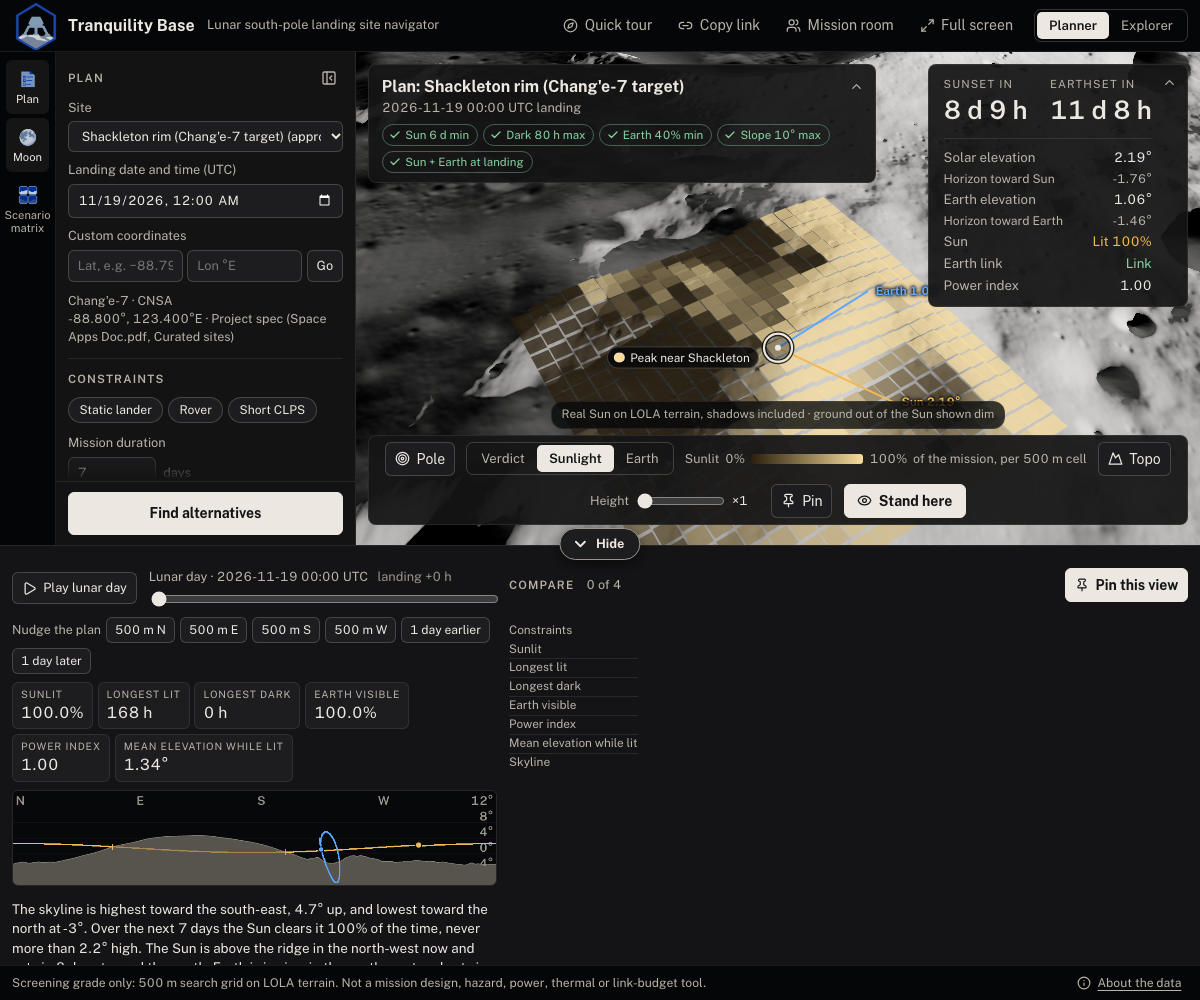 Tranquility Base
Lunar south-pole landing site navigator
Quick tour
Copy link
Mission room
Full screen
Planner
Explorer
Plan
Moon
Scenario
matrix
PLAN
Site
Shackleton rim (Chang'e-7 target) (appro
Landing date and time (UTC)
11/19/2026, 12:00 AM
Custom coordinates
Lat, e.g. −88.79
Lon °E
Go
Chang'e-7 · CNSA
-88.800°, 123.400°E · Project spec (Space
Apps Doc.pdf, Curated sites)
CONSTRAINTS
Static lander
Rover
Short CLPS
Mission duration
7 days
Find alternatives
Plan: Shackleton rim (Chang'e-7 target)
2026-11-19 00:00 UTC landing
Sun 6 d min
Dark 80 h max
Earth 40% min
Slope 10° max
Sun + Earth at landing
SUNSET IN
8 d 9 h
EARTHSET IN
11 d 8 h
Solar elevation 2.19°
Horizon toward Sun -1.76°
Earth elevation 1.06°
Horizon toward Earth -1.46°
Sun Lit 100%
Earth link Link
Power index 1.00
Earth 1.0
Peak near Shackleton
Sun 2.19°
Real Sun on LOLA terrain, shadows included · ground out of the Sun shown dim
Pole
Verdict
Sunlight
Earth
Sunlit 0%
100% of the mission, per 500 m cell
Topo
Height
×1
Pin
Stand here
Hide
Play lunar day
Lunar day · 2026-11-19 00:00 UTC landing +0 h
Nudge the plan
500 m N
500 m E
500 m S
500 m W
1 day earlier
1 day later
SUNLIT
100.0%
LONGEST LIT
168 h
LONGEST DARK
0 h
EARTH VISIBLE
100.0%
POWER INDEX
1.00
MEAN ELEVATION WHILE LIT
1.34°
N E S W 12°
8°
4°
0°
4°
The skyline is highest toward the south-east, 4.7° up, and lowest toward the
north at -3°. Over the next 7 days the Sun clears it 100% of the time, never
more than 2.2° high. The Sun is above the ridge in the north-west now and
COMPARE 0 of 4
Pin this view
Constraints
Sunlit
Longest lit
Longest dark
Earth visible
Power index
Mean elevation while lit
Skyline
Screening grade only: 500 m search grid on LOLA terrain. Not a mission design, hazard, power, thermal or link-budget tool.
About the data